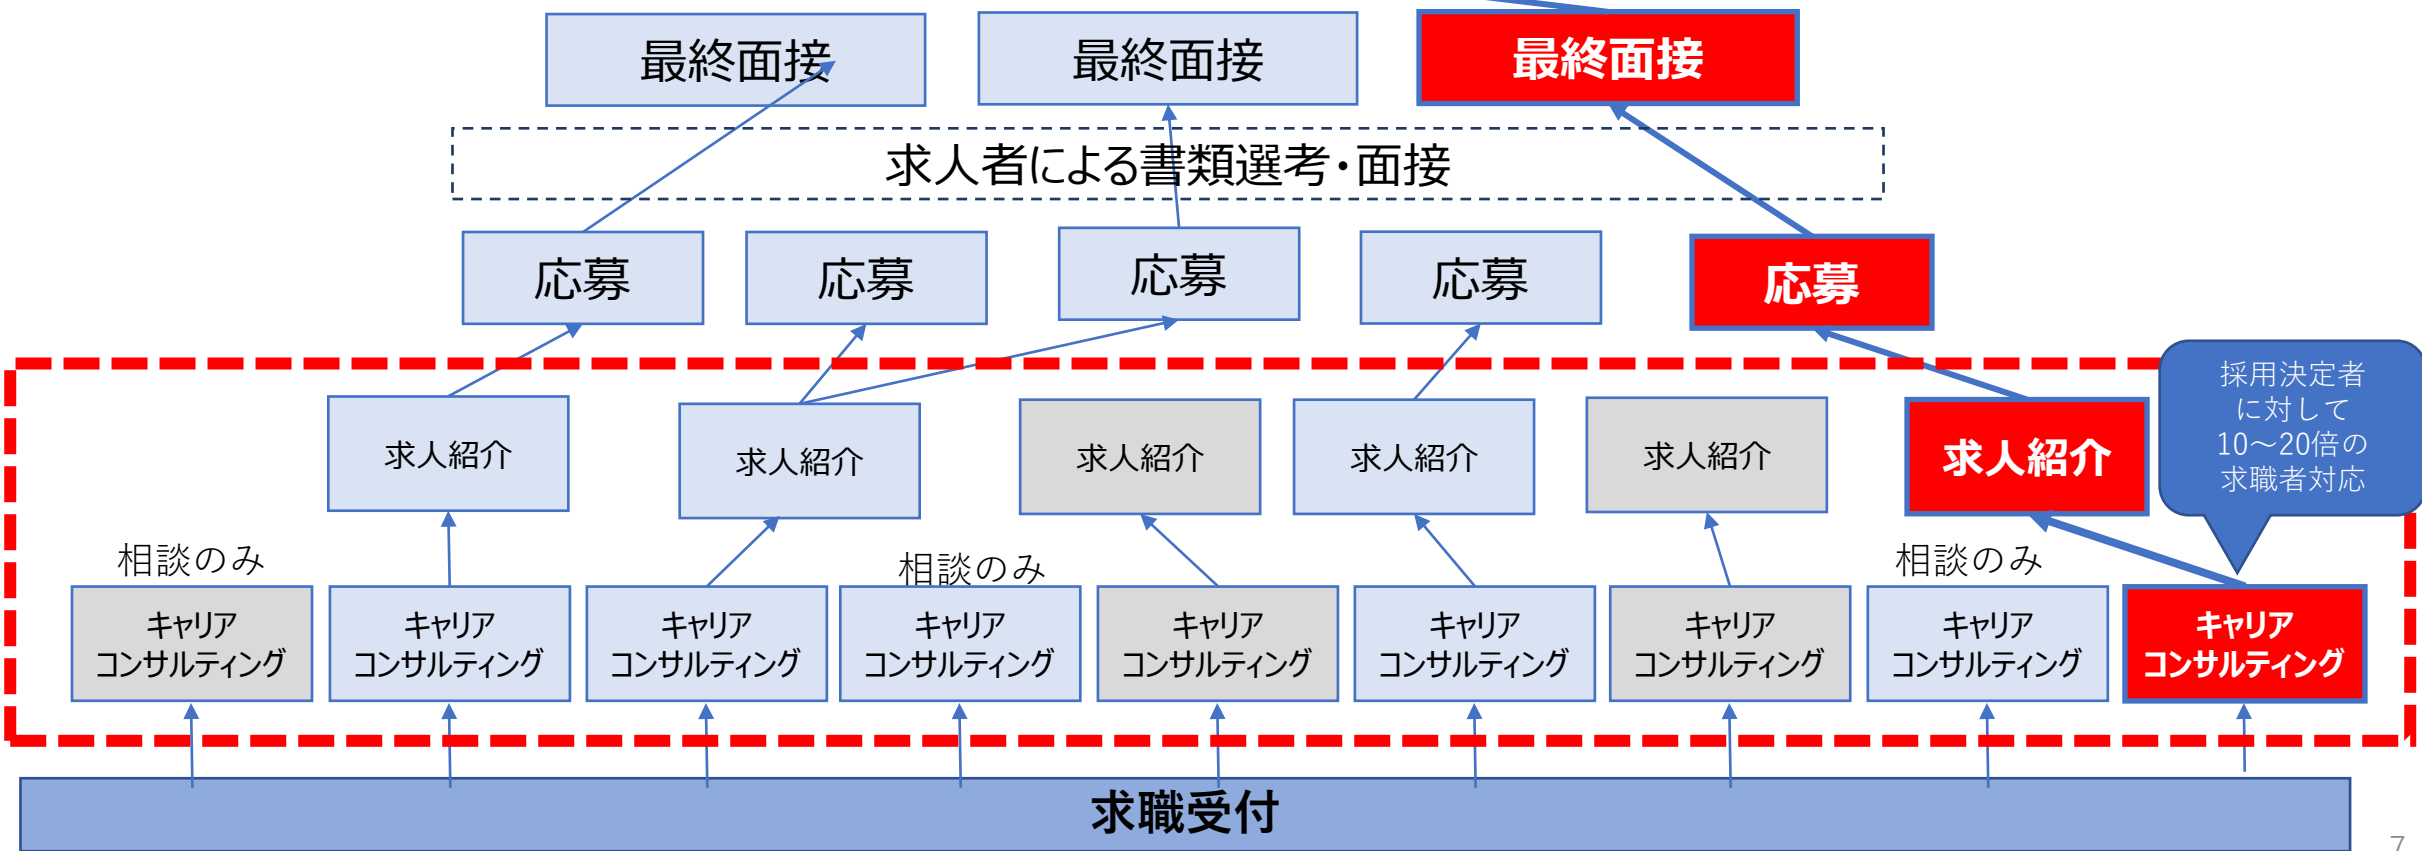 最終面接
最終面接
最終面接
求人者による書類選考・面接
応募
応募
応募
応募
応募
採用決定者
に対して
10～20倍の
求職者対応
求人紹介
求人紹介
求人紹介
求人紹介
求人紹介
求人紹介
相談のみ
相談のみ
相談のみ
キャリア
コンサルティング
キャリア
コンサルティング
キャリア
コンサルティング
キャリア
コンサルティング
キャリア
コンサルティング
キャリア
コンサルティング
キャリア
コンサルティング
キャリア
コンサルティング
キャリア
コンサルティング
求職受付
7